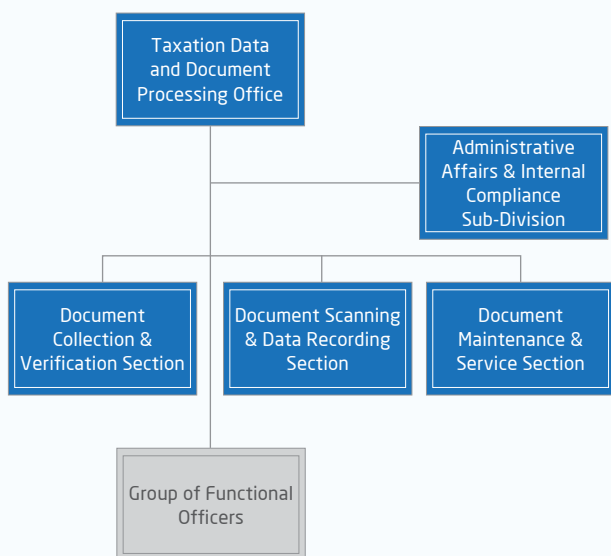 Taxation Data
and Document
Processing Office
Administrative
Affairs & Internal
Compliance
Sub-Division
Document
Collection &
Verification Section
Document Scanning
& Data Recording
Section
Document
Maintenance &
Service Section
Group of Functional
Officers